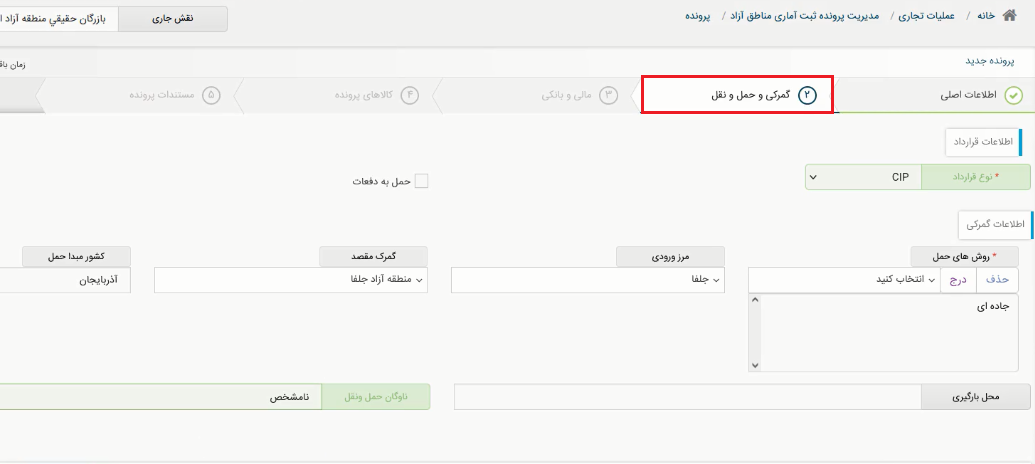 خانه / عملیات تجاری / مدیریت پرونده ثبت آماری مناطق آزاد / پرونده
نقش جاری بازرگان حقيقي منطقه آزاد
پرونده جدید
زمان
اطلاعات اصلی ۲ گمرکی و حمل و نقل ۳ مالی و بانکی ۴ کالاهای پرونده ۵ مستندات پرونده
اطلاعات قرارداد
* نوع قرارداد CIP حمل به دفعات
اطلاعات گمرکی
* روش های حمل مرز ورودی گمرک مقصد کشور مبدا حمل
حذف درج انتخاب کنید جلفا منطقه آزاد جلفا آذربایجان
جاده ای
محل بارگیری ناوگان حمل ونقل نامشخص